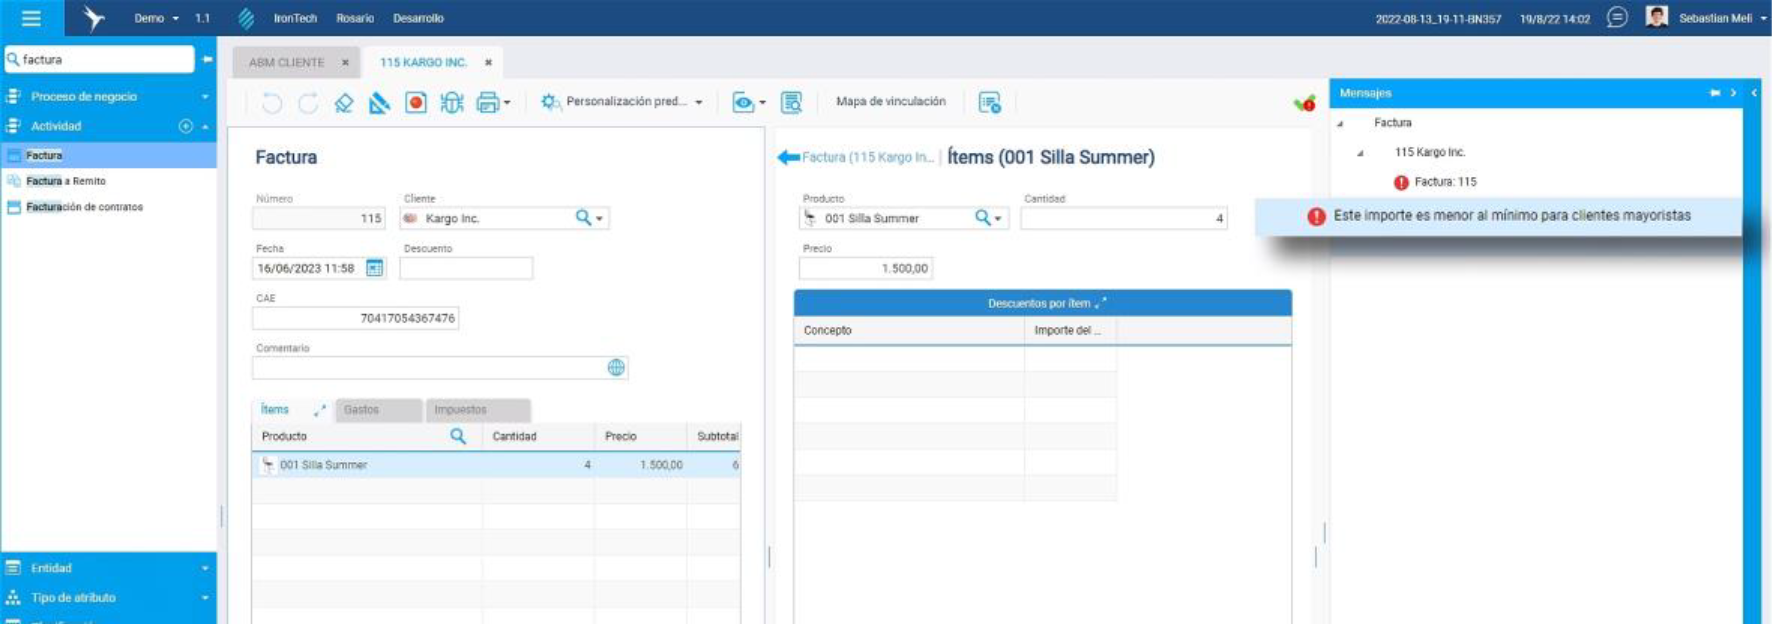 Demo 1.1 IronTech Rosario Desarrollo 2022-08-13_19-11-BN357 19/8/22 14:02 Sebastian Meli
factura
Proceso de negocio
Actividad
Factura
Factura a Remito
Facturación de contratos
Entidad
Tipo de atributo
ABM CLIENTE
115 KARGO INC.
Personalización pred...
Mapa de vinculación
Factura
Número
115
Cliente
Kargo Inc.
Fecha
16/06/2023 11:58
Descuento
CAE
70417054367476
Comentario
Ítems Gastos Impuestos
Producto Cantidad Precio Subtotal
001 Silla Summer 4 1.500,00 6
Factura (115 Kargo In... Ítems (001 Silla Summer)
Producto
001 Silla Summer
Cantidad
4
Precio
1.500,00
Descuentos por ítem
Concepto Importe del ...
Mensajes
Factura
115 Kargo Inc.
Factura: 115
Este importe es menor al mínimo para clientes mayoristas